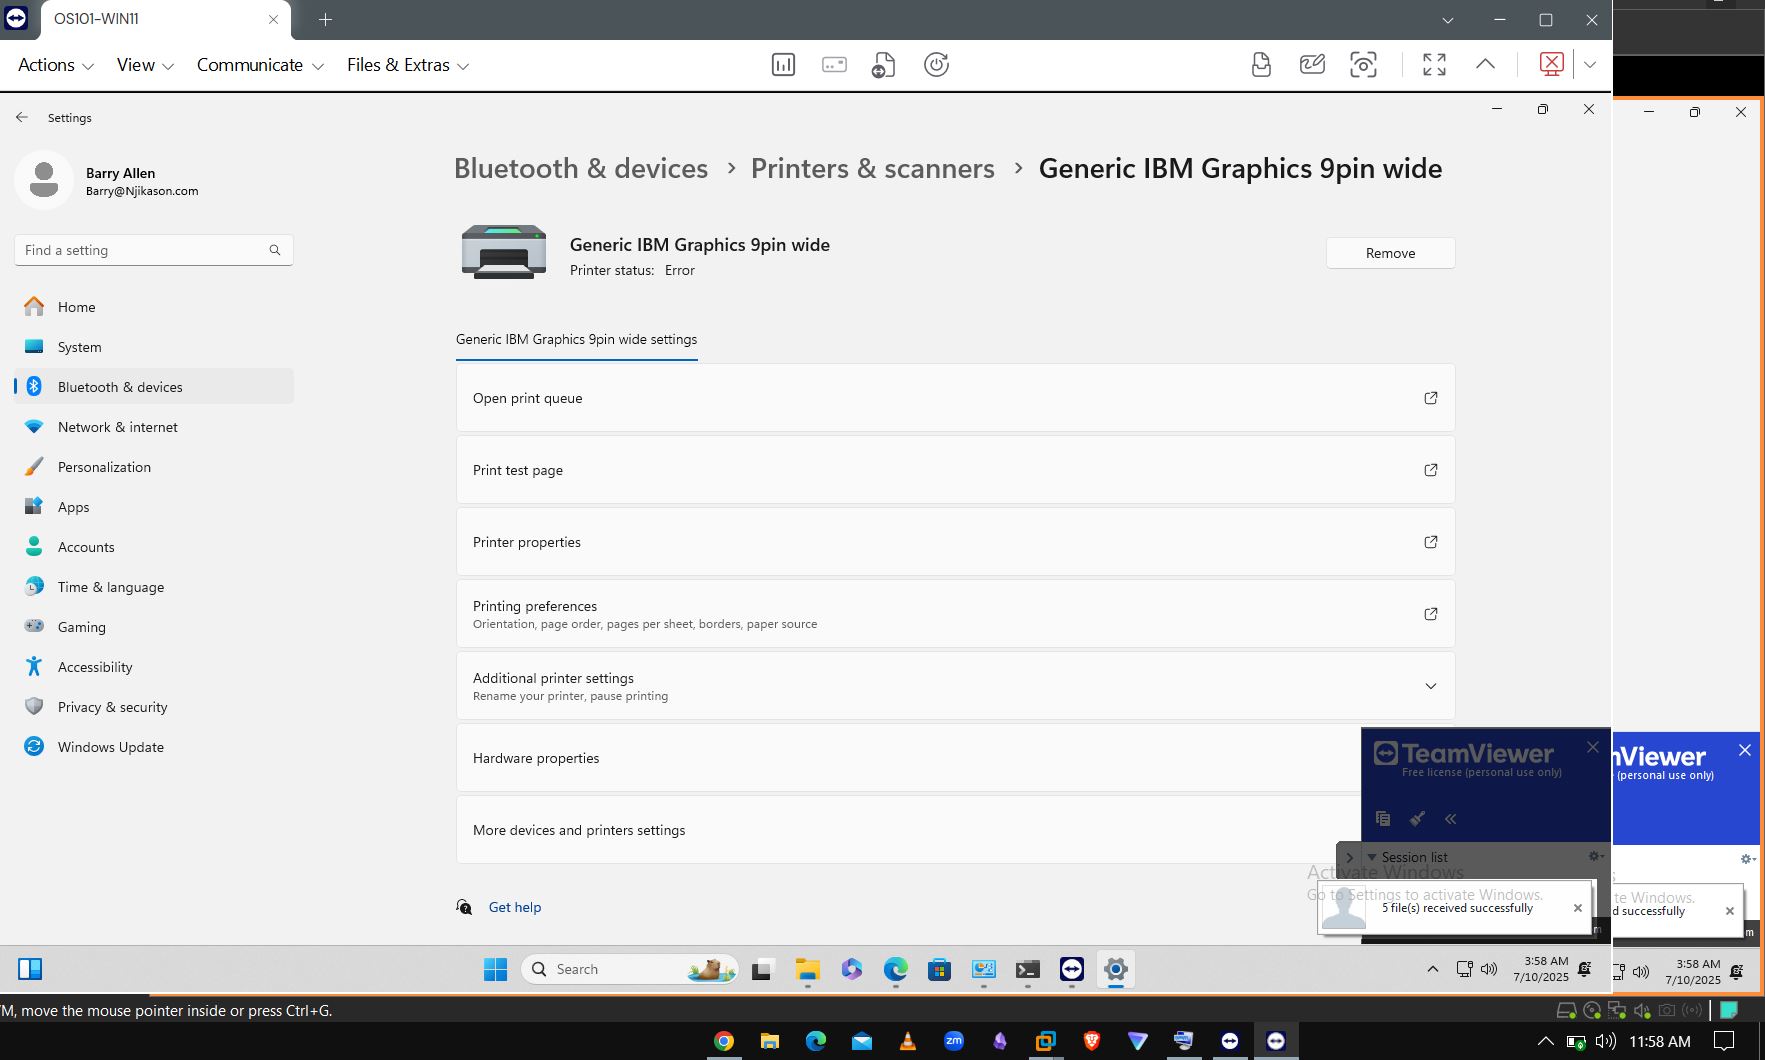 OS101-WIN11
Actions
View
Communicate
Files & Extras
Settings
Barry Allen
Barry@Njikason.com
Find a setting
Home
System
Bluetooth & devices
Network & internet
Personalization
Apps
Accounts
Time & language
Gaming
Accessibility
Privacy & security
Windows Update
Bluetooth & devices › Printers & scanners › Generic IBM Graphics 9pin wide
Generic IBM Graphics 9pin wide
Printer status: Error
Remove
Generic IBM Graphics 9pin wide settings
Open print queue
Print test page
Printer properties
Printing preferences
Orientation, page order, pages per sheet, borders, paper source
Additional printer settings
Rename your printer, pause printing
Hardware properties
More devices and printers settings
Get help
TeamViewer
Free license (personal use only)
Session list
Activate Windows
Go to Settings to activate Windows.
5 file(s) received successfully
nViewer
(personal use only)
s
te Windows.
d successfully
m
m
Search
3:58 AM
7/10/2025
3:58 AM
7/10/2025
M, move the mouse pointer inside or press Ctrl+G.
zm
11:58 AM